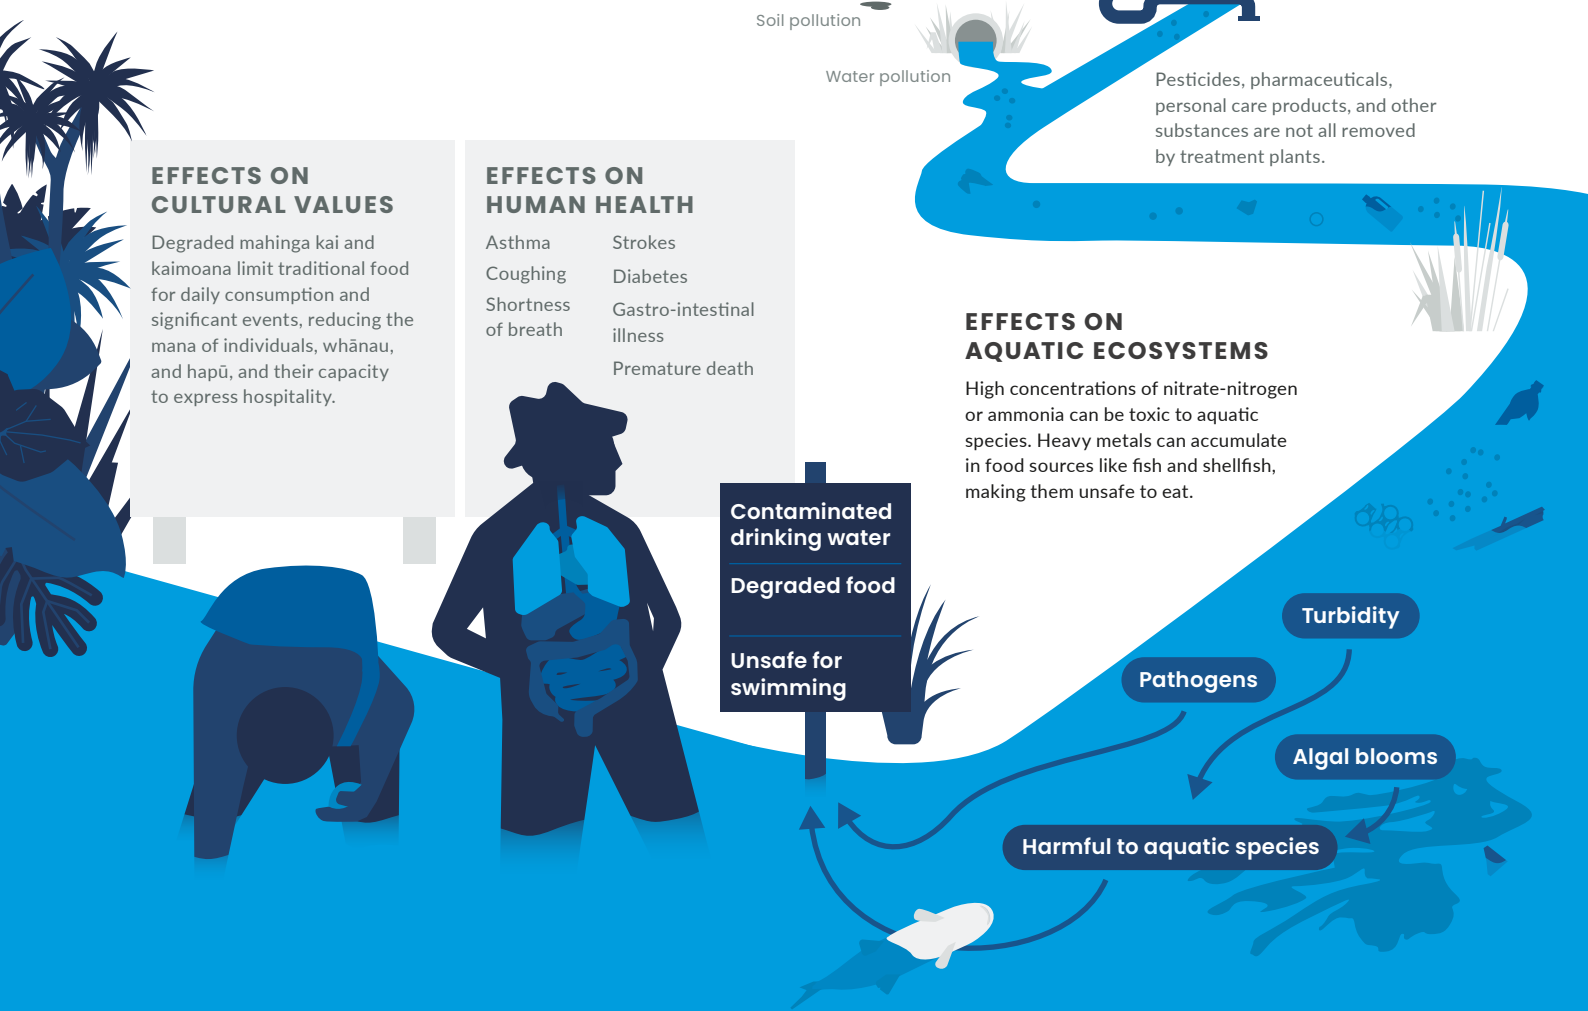 Soil pollution
Water pollution
Pesticides, pharmaceuticals,
personal care products, and other
substances are not all removed
by treatment plants.
EFFECTS ON
CULTURAL VALUES
Degraded mahinga kai and
kaimoana limit traditional food
for daily consumption and
significant events, reducing the
mana of individuals, whānau,
and hapū, and their capacity
to express hospitality.
EFFECTS ON
HUMAN HEALTH
Asthma
Coughing
Shortness
of breath
Strokes
Diabetes
Gastro-intestinal
illness
Premature death
EFFECTS ON
AQUATIC ECOSYSTEMS
High concentrations of nitrate-nitrogen
or ammonia can be toxic to aquatic
species. Heavy metals can accumulate
in food sources like fish and shellfish,
making them unsafe to eat.
Contaminated
drinking water
Degraded food
Unsafe for
swimming
Turbidity
Pathogens
Algal blooms
Harmful to aquatic species